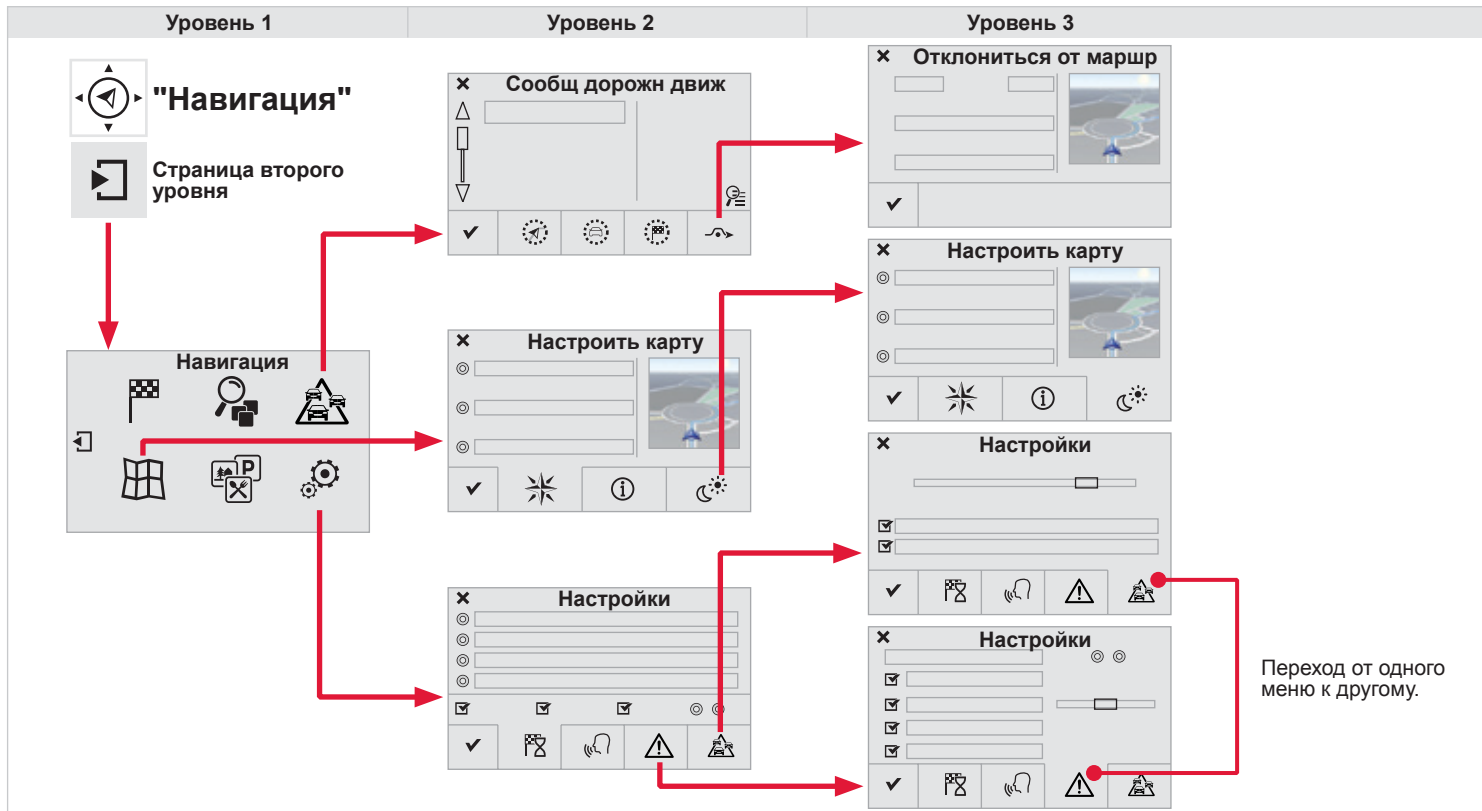 Уровень 1
Уровень 2
Уровень 3
"Навигация"
Страница второго
уровня
Навигация
Сообщ дорожн движ
Настроить карту
Настройки
Отклониться от маршр
Настроить карту
Настройки
Настройки
Переход от одного
меню к другому.
P